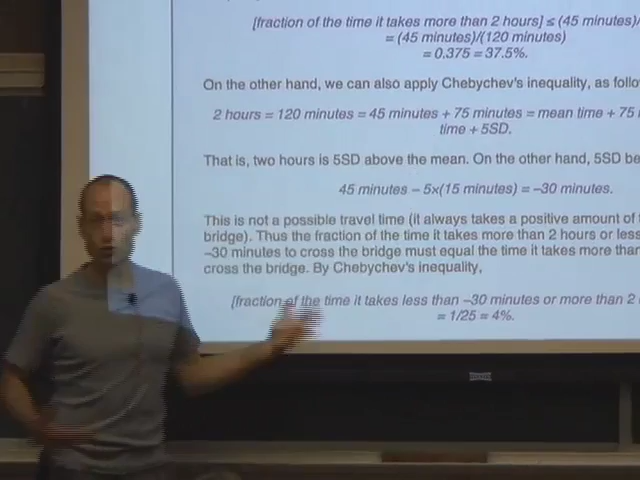 [fraction of the time it takes more than 2 hours] ≤ (45 minutes)/
= (45 minutes)/(120 minutes)
= 0.375 = 37.5%.
On the other hand, we can also apply Chebychev's inequality, as follo
2 hours = 120 minutes = 45 minutes + 75 minutes = mean time + 75
time + 5SD.
That is, two hours is 5SD above the mean. On the other hand, 5SD be
45 minutes − 5×(15 minutes) = −30 minutes.
This is not a possible travel time (it always takes a positive amount of
bridge). Thus the fraction of the time it takes more than 2 hours or less
−30 minutes to cross the bridge must equal the time it takes more than
cross the bridge. By Chebychev's inequality,
[fraction of the time it takes less than −30 minutes or more than 2
= 1/25 = 4%.